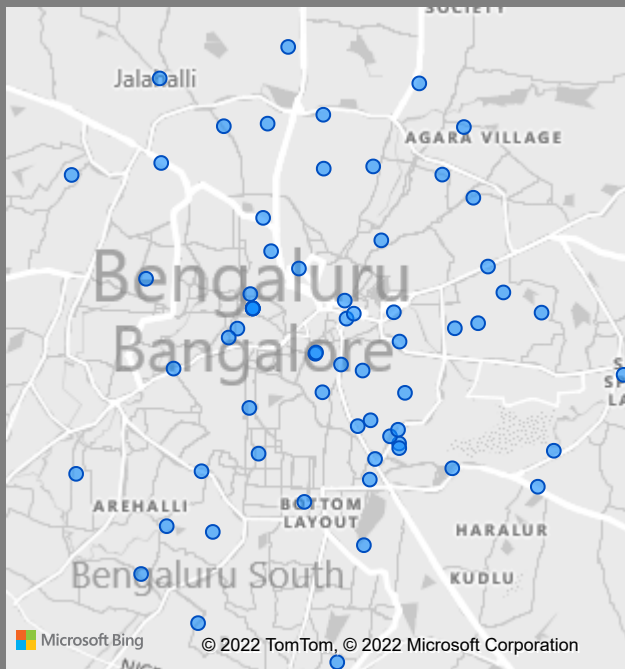 SOCIETY
Jalahalli
AGARA VILLAGE
Bengaluru
Bangalore
AREHALLI
BOTTOM
LAYOUT
HARALUR
Bengaluru South
KUDLU
Microsoft Bing
© 2022 TomTom, © 2022 Microsoft Corporation